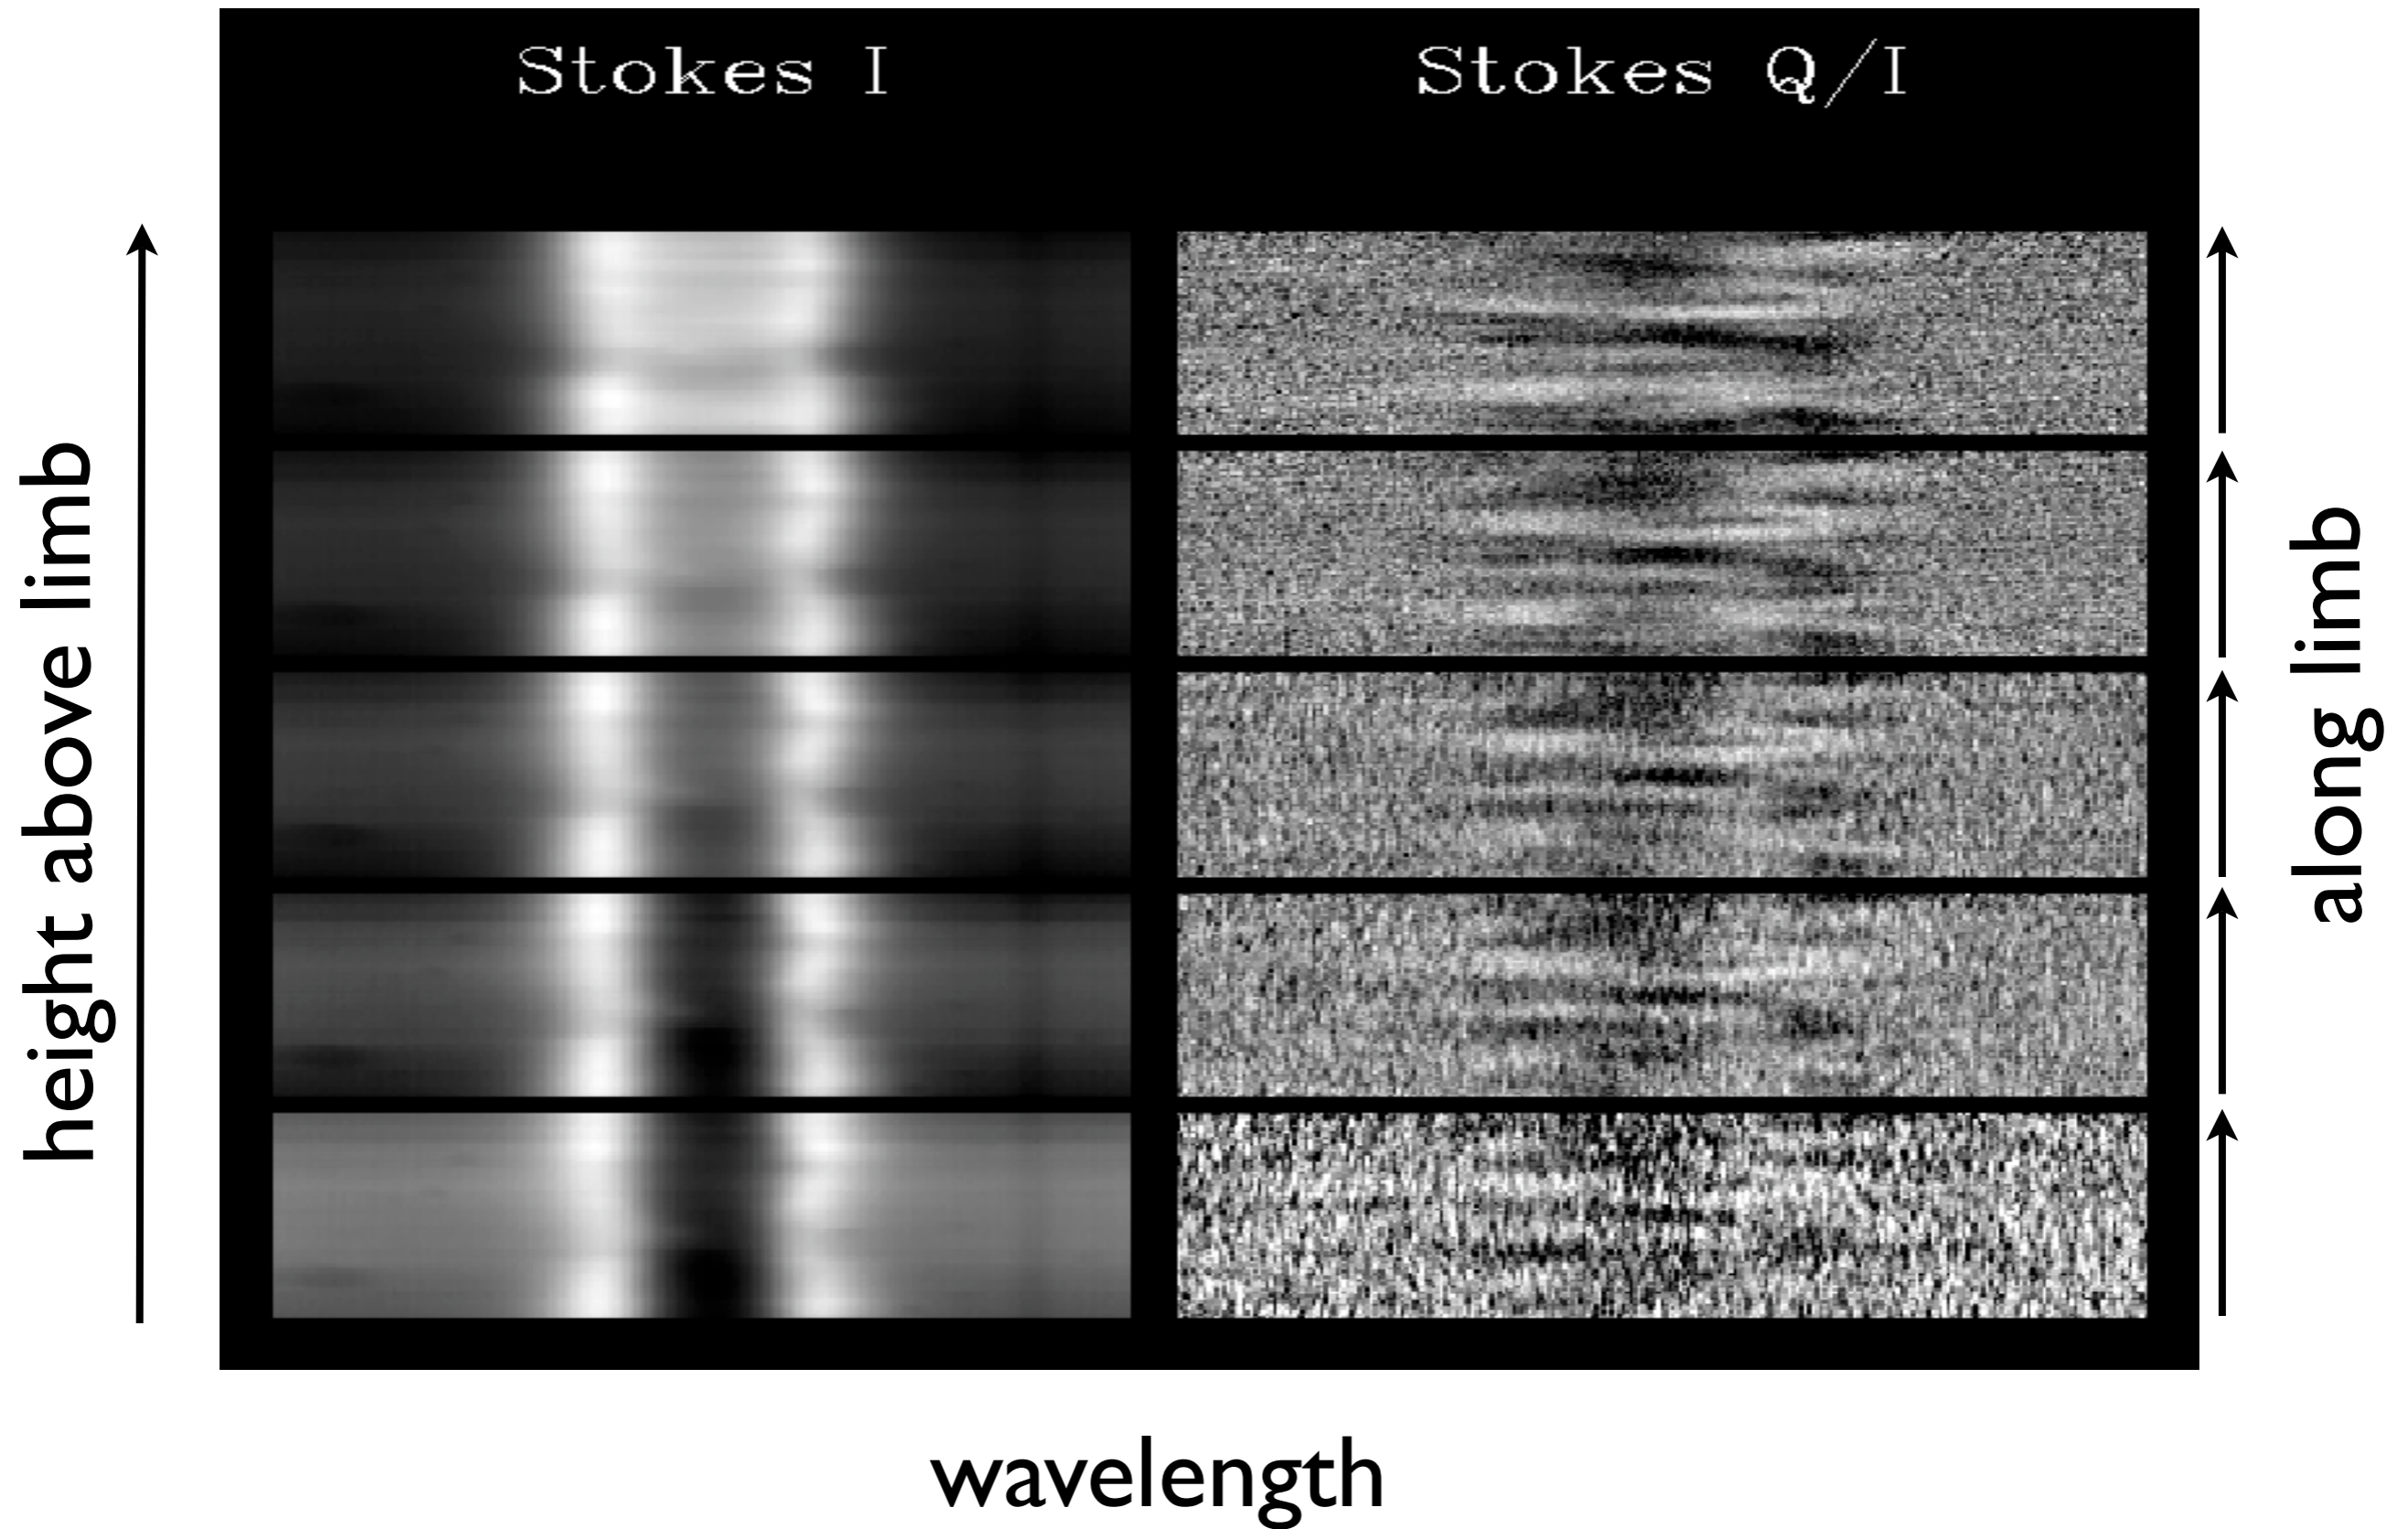 Stokes I
Stokes Q/I
height above limb
along limb
wavelength